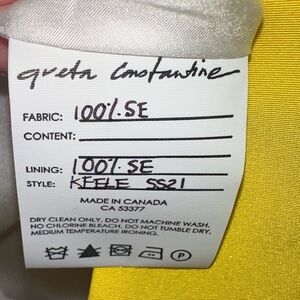 greta constantine
FABRIC: 100%.SE
CONTENT:
LINING: 100%.SE
STYLE: KEELE SS21
MADE IN CANADA
CA 53377
DRY CLEAN ONLY. DO NOT MACHINE WASH.
NO CHLORINE BLEACH. DO NOT TUMBLE DRY.
MEDIUM TEMPERATURE IRONING.
P